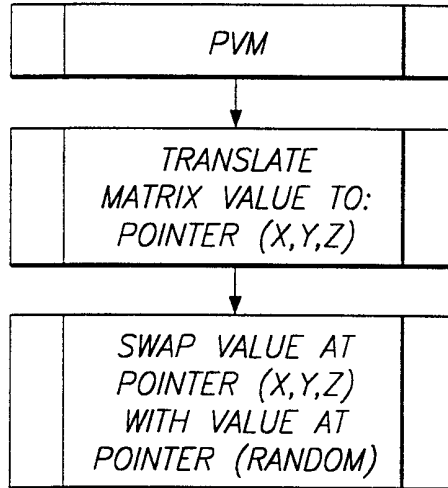 PVM
TRANSLATE
MATRIX VALUE TO:
POINTER (X,Y,Z)
SWAP VALUE AT
POINTER (X,Y,Z)
WITH VALUE AT
POINTER (RANDOM)